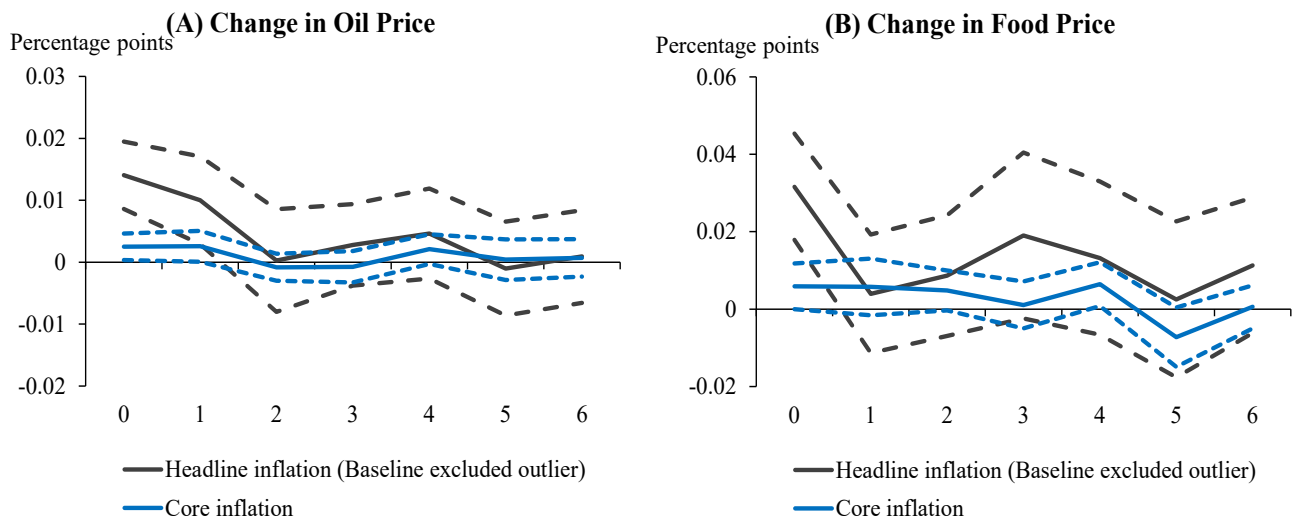 (A) Change in Oil Price
Percentage points
0.03
0.02
0.01
0
-0.01
-0.02
0 1 2 3 4 5 6
Headline inflation (Baseline excluded outlier)
Core inflation
(B) Change in Food Price
Percentage points
0.06
0.04
0.02
0
-0.02
0 1 2 3 4 5 6
Headline inflation (Baseline excluded outlier)
Core inflation